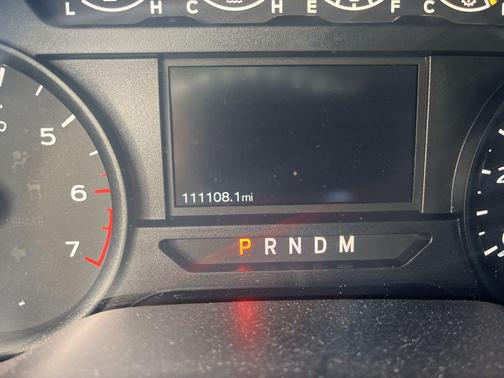 L H C H E F C
5
6
7
111108.1mi
P R N D M